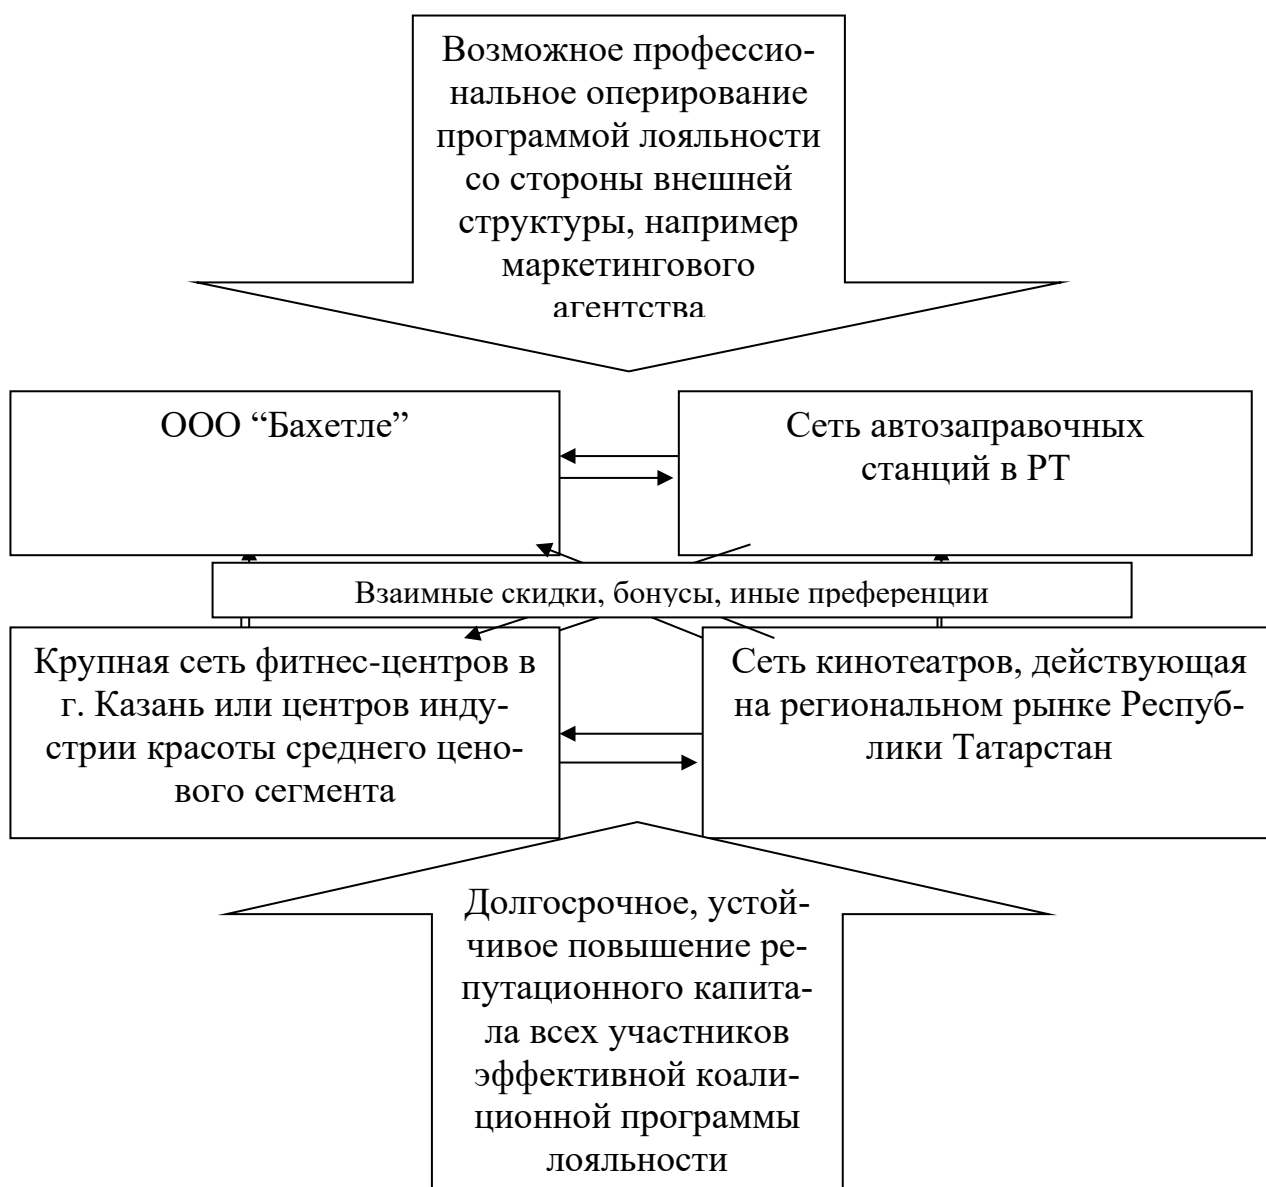 Возможное профессио-
нальное оперирование
программой лояльности
со стороны внешней
структуры, например
маркетингового
агентства
ООО “Бахетле”
Сеть автозаправочных
станций в РТ
Взаимные скидки, бонусы, иные преференции
Крупная сеть фитнес-центров в
г. Казань или центров инду-
стрии красоты среднего цено-
вого сегмента
Сеть кинотеатров, действующая
на региональном рынке Респуб-
лики Татарстан
Долгосрочное, устой-
чивое повышение ре-
путационного капита-
ла всех участников
эффективной коали-
ционной программы
лояльности